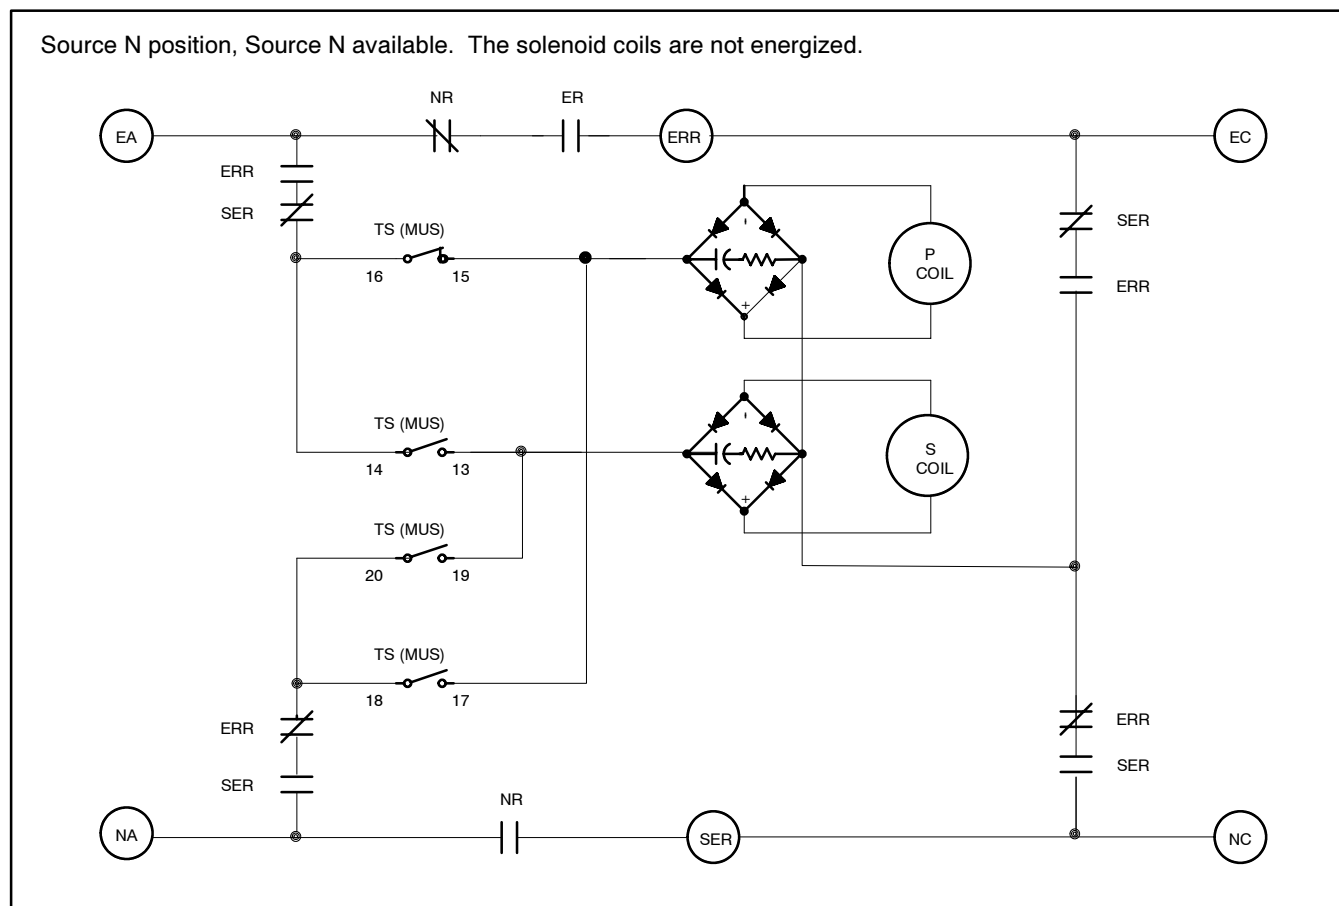 Source N position, Source N available. The solenoid coils are not energized.
NR
ER
EA
ERR
EC
ERR
SER
SER
TS (MUS)
16
15
P
COIL
ERR
-
+
TS (MUS)
14
13
S
COIL
-
+
TS (MUS)
20
19
TS (MUS)
18
17
ERR
ERR
SER
SER
NR
NA
SER
NC